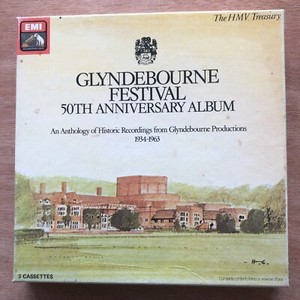 EMI
The HMV Treasury
GLYNDEBOURNE
FESTIVAL
50TH ANNIVERSARY ALBUM
An Anthology of Historic Recordings from Glyndebourne Productions
1934-1963
3 CASSETTES